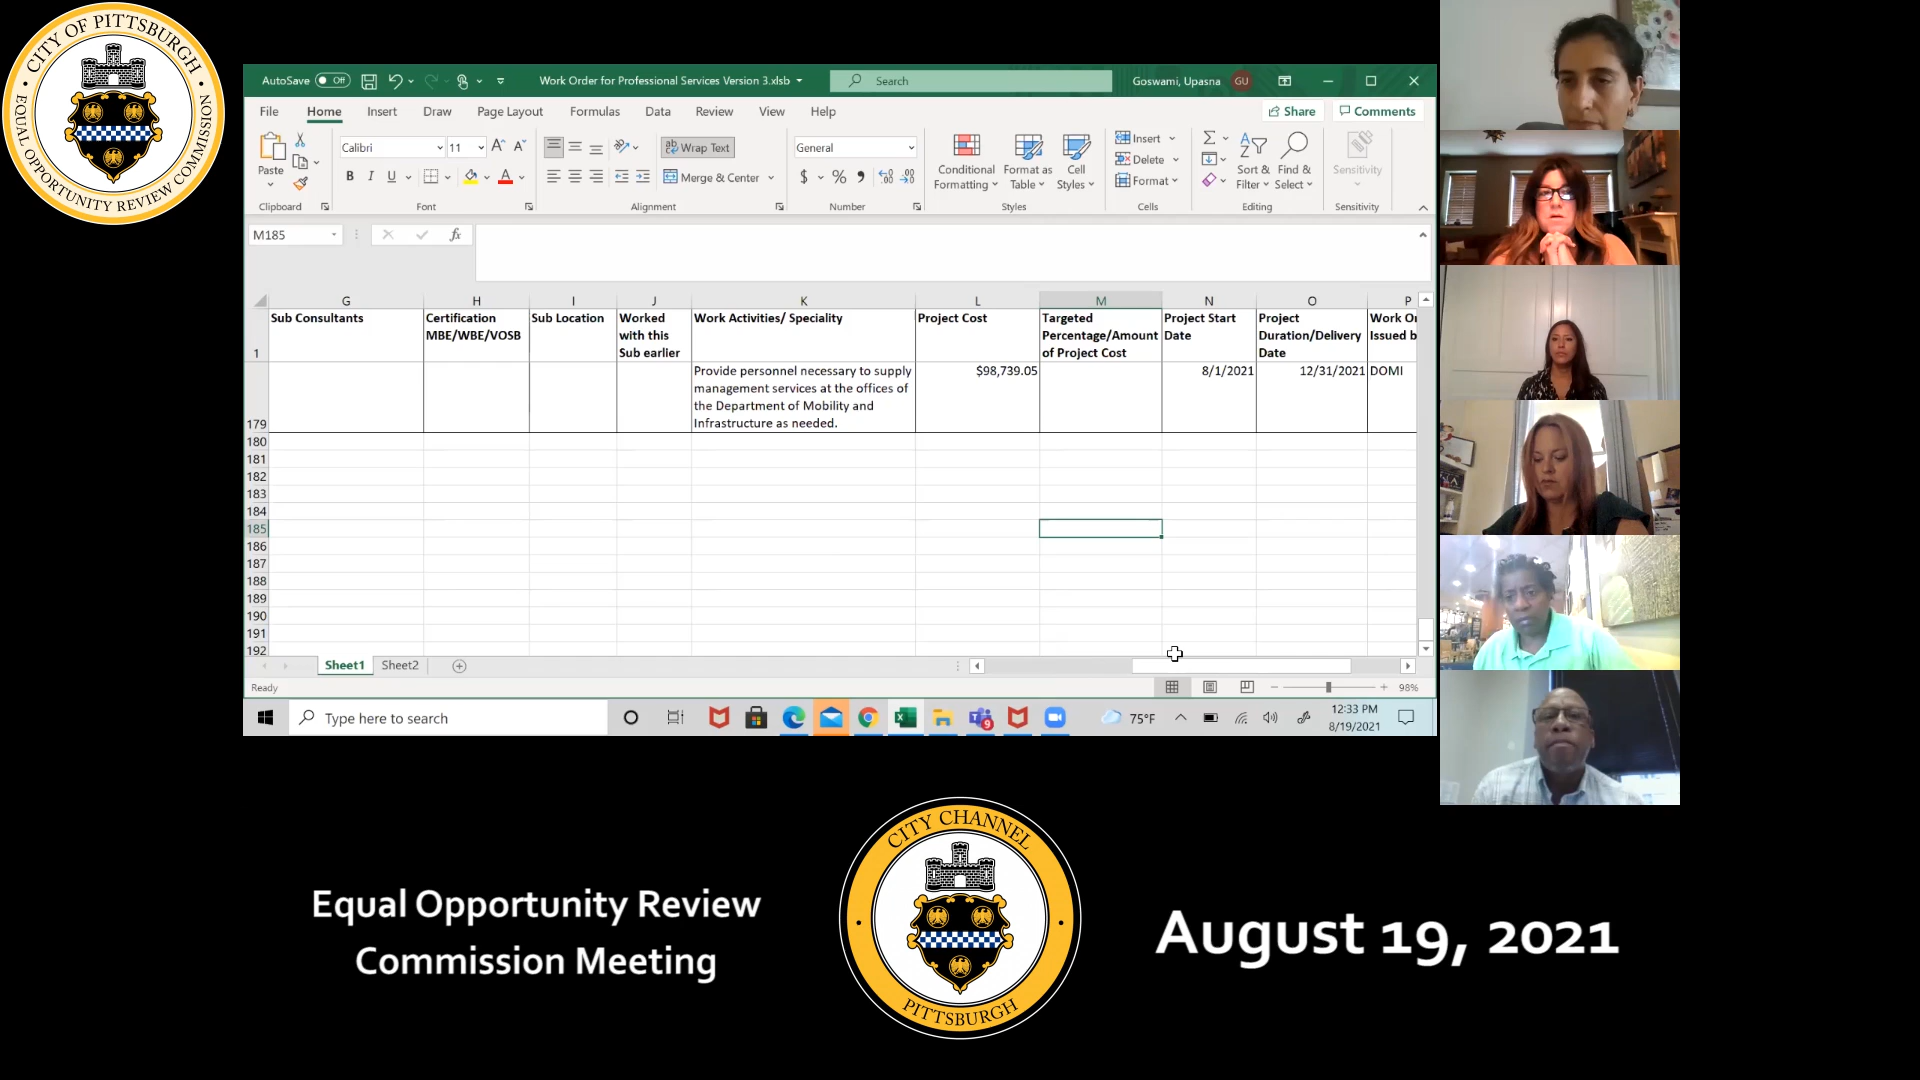 CITY OF PITTSBURGH
EQUAL OPPORTUNITY REVIEW COMMISSION
AutoSave Off
Work Order for Professional Services Version 3.xlsb
Search
Goswami, Upasna GU
File Home Insert Draw Page Layout Formulas Data Review View Help
Share Comments
Paste
Calibri 11
Wrap Text
General
Conditional Formatting
Format as Table
Cell Styles
Insert
Delete
Format
Sort & Filter
Find & Select
Sensitivity
B I U
Merge & Center
$ %
Clipboard Font Alignment Number Styles Cells Editing Sensitivity
M185 fx
G H I J K L M N O P
1
Sub Consultants
Certification MBE/WBE/VOSB
Sub Location
Worked with this Sub earlier
Work Activities/ Speciality
Project Cost
Targeted Percentage/Amount of Project Cost
Project Start Date
Project Duration/Delivery Date
Work Or
Issued b
Provide personnel necessary to supply
management services at the offices of
the Department of Mobility and
Infrastructure as needed.
$98,739.05
8/1/2021
12/31/2021
DOMI
179
180
181
182
183
184
185
186
187
188
189
190
191
192
Sheet1 Sheet2
Ready
98%
Type here to search
9
75°F
12:33 PM
8/19/2021
Equal Opportunity Review
Commission Meeting
CITY CHANNEL
PITTSBURGH
August 19, 2021